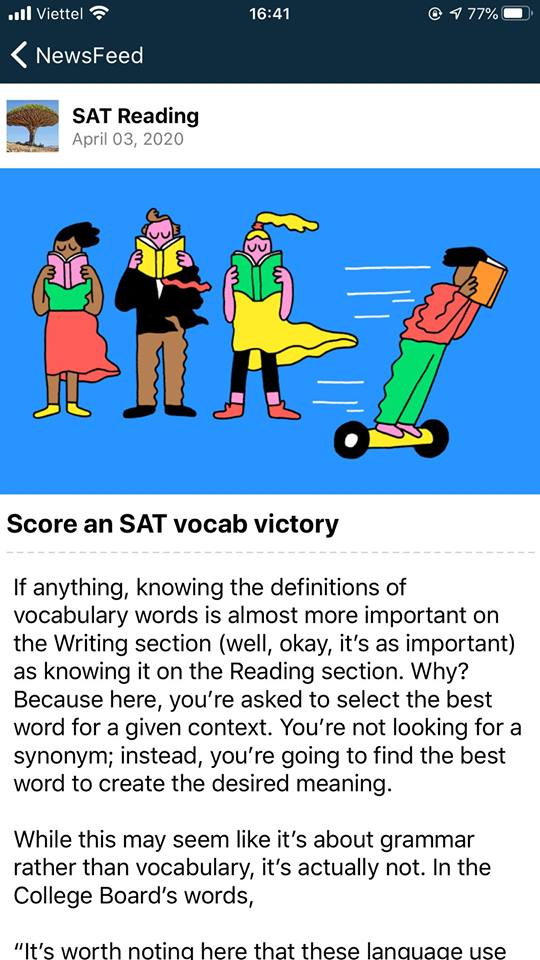 Viettel 16:41 77%
NewsFeed
SAT Reading
April 03, 2020
Score an SAT vocab victory
If anything, knowing the definitions of
vocabulary words is almost more important on
the Writing section (well, okay, it’s as important)
as knowing it on the Reading section. Why?
Because here, you’re asked to select the best
word for a given context. You’re not looking for a
synonym; instead, you’re going to find the best
word to create the desired meaning.
While this may seem like it’s about grammar
rather than vocabulary, it’s actually not. In the
College Board’s words,
“It’s worth noting here that these language use